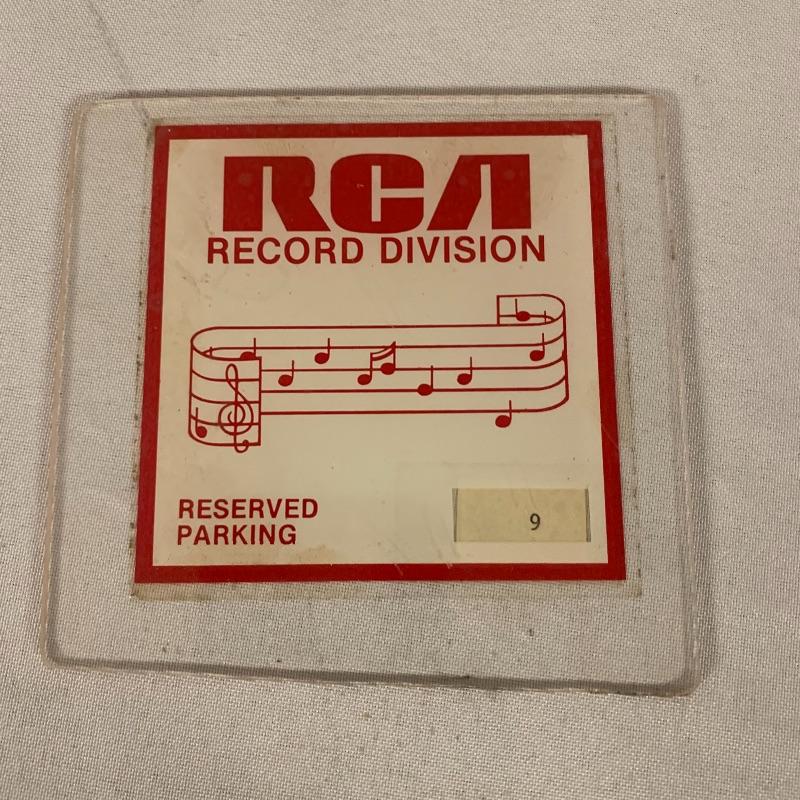 RCA
RECORD DIVISION
RESERVED
PARKING
9